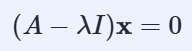 (A − λI)x = 0